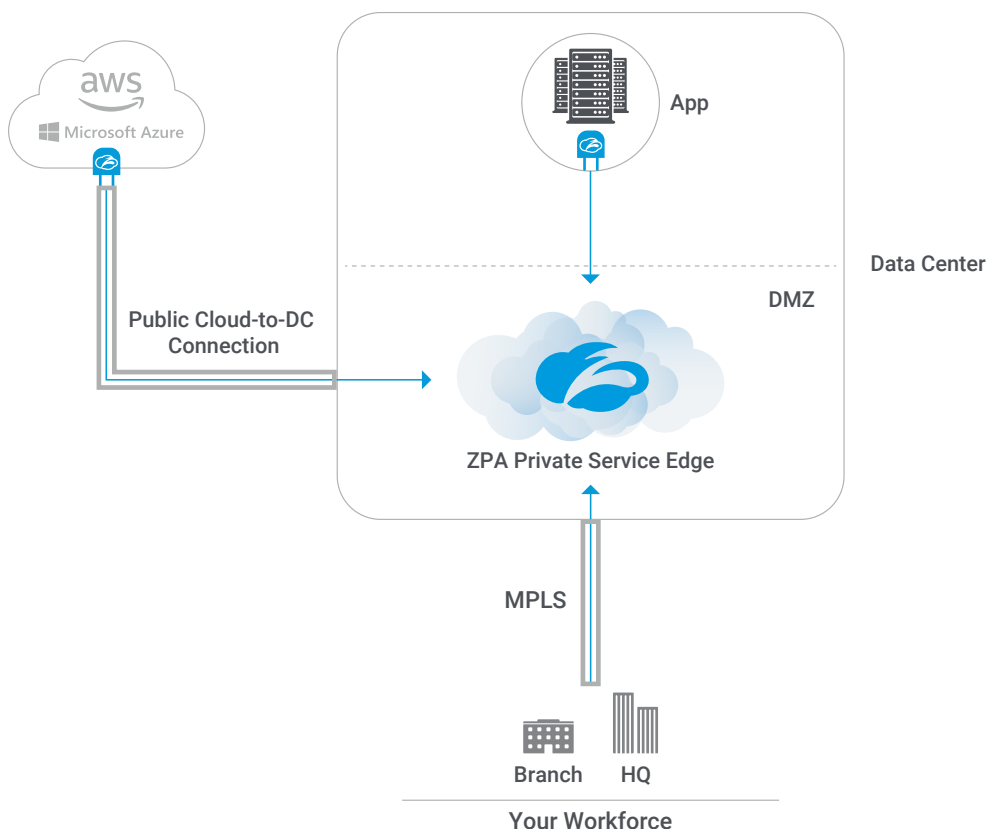 aws
Microsoft Azure
App
Data Center
DMZ
Public Cloud-to-DC
Connection
ZPA Private Service Edge
MPLS
Branch
HQ
Your Workforce